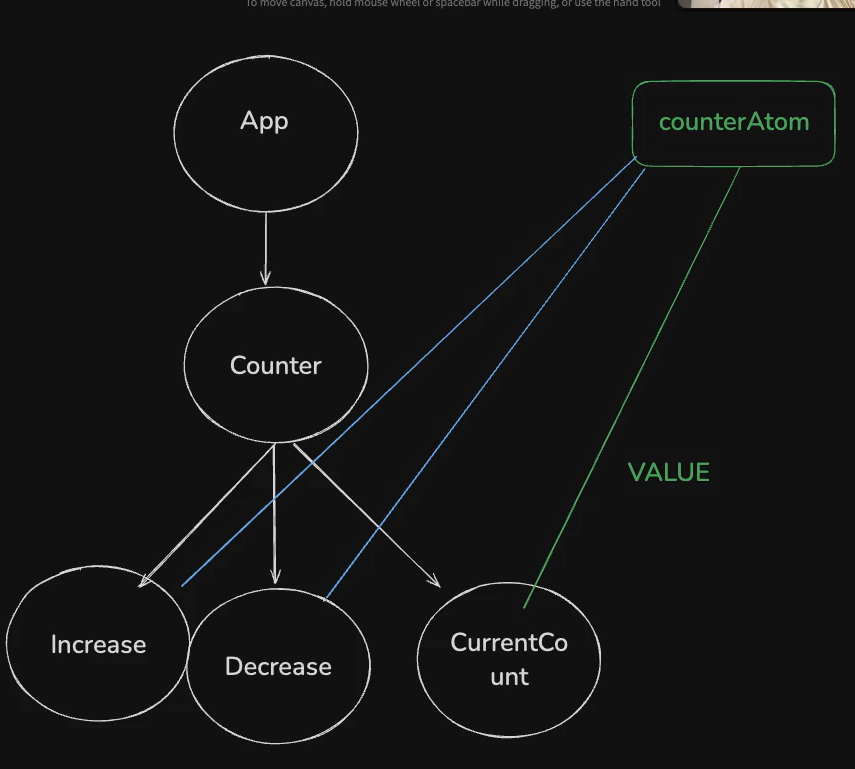 To move canvas, hold mouse wheel or spacebar while dragging, or use the hand tool
App
counterAtom
Counter
VALUE
Increase
Decrease
CurrentCo
unt